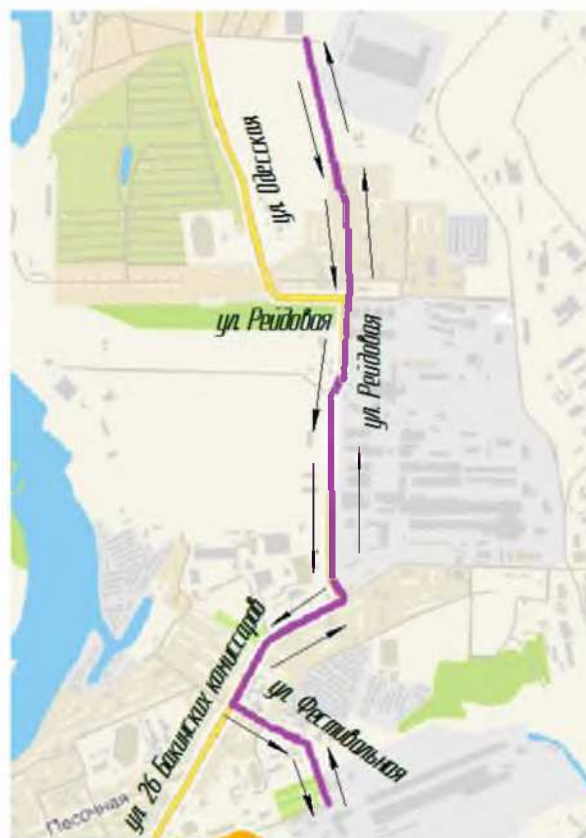 ул. Одесская
ул. Рейдовая
ул. Рейдовая
ул. 26 Бакинских комиссаров
ул. Фестивальная
Песочная